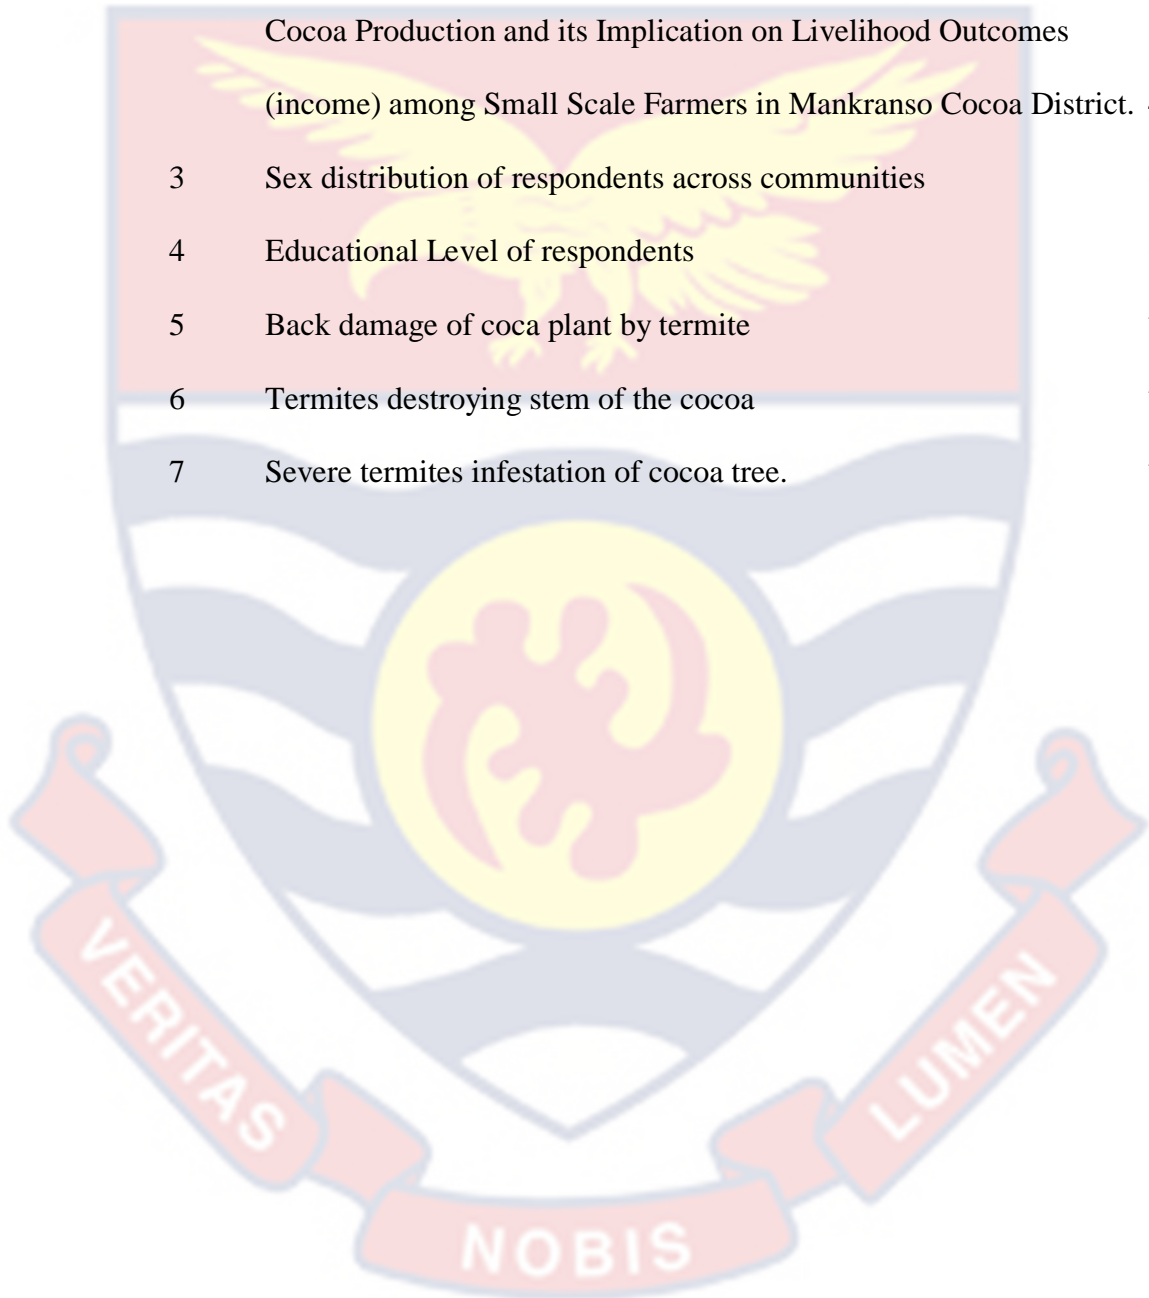 Cocoa Production and its Implication on Livelihood Outcomes
(income) among Small Scale Farmers in Mankranso Cocoa District.
3 Sex distribution of respondents across communities
4 Educational Level of respondents
5 Back damage of coca plant by termite
6 Termites destroying stem of the cocoa
7 Severe termites infestation of cocoa tree.
VERITAS
NOBIS
LUMEN